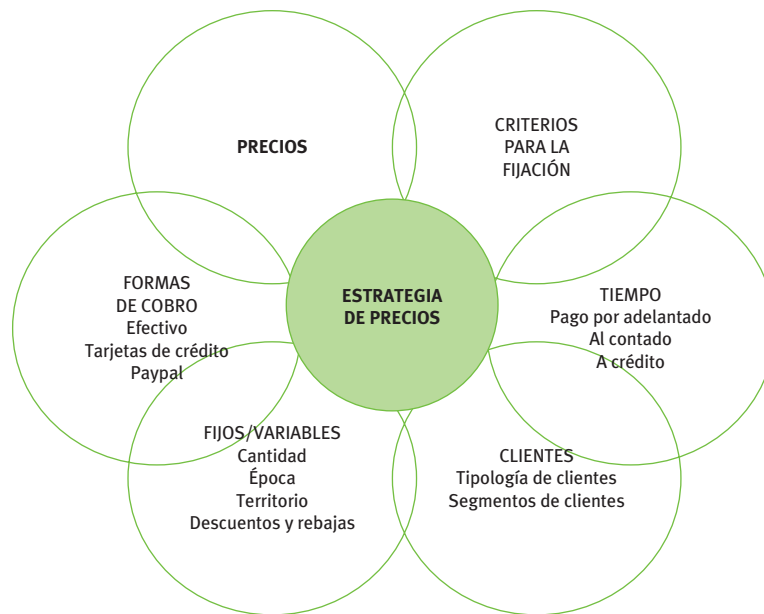 PRECIOS
CRITERIOS
PARA LA
FIJACIÓN
FORMAS
DE COBRO
Efectivo
Tarjetas de crédito
Paypal
ESTRATEGIA
DE PRECIOS
TIEMPO
Pago por adelantado
Al contado
A crédito
FIJOS/VARIABLES
Cantidad
Época
Territorio
Descuentos y rebajas
CLIENTES
Tipología de clientes
Segmentos de clientes